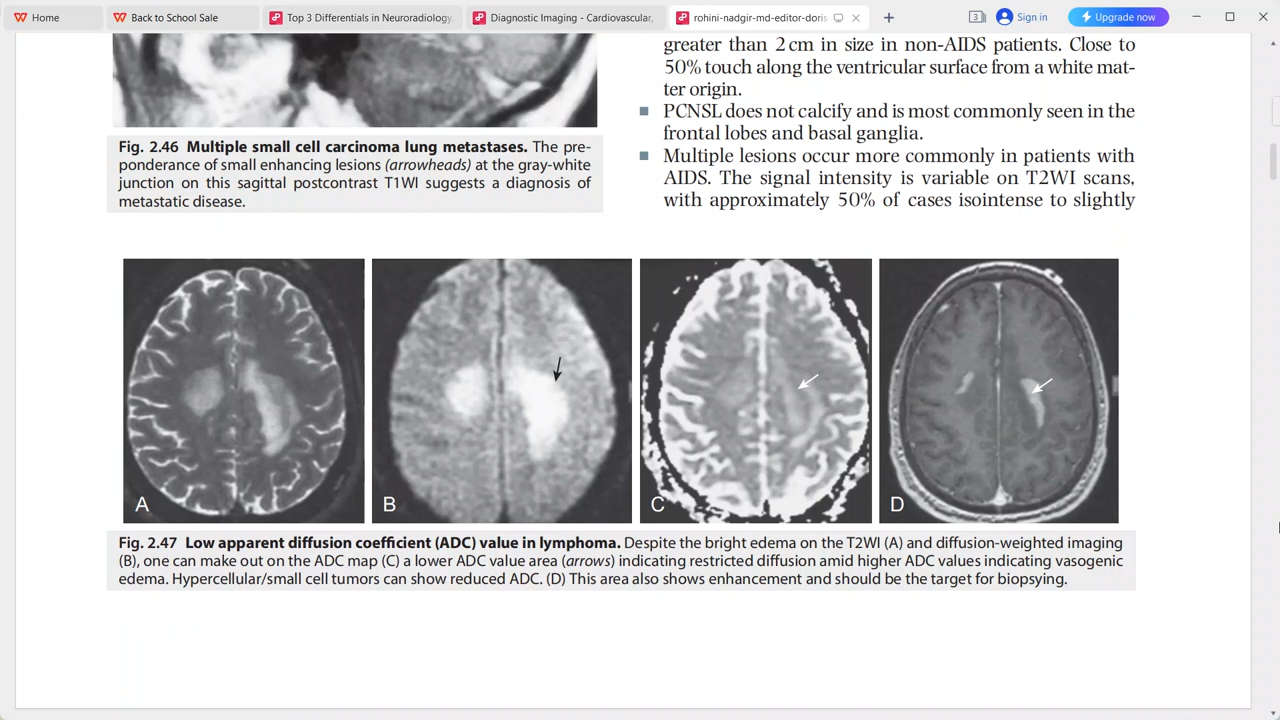 Home
Back to School Sale
Top 3 Differentials in Neuroradiology
Diagnostic Imaging - Cardiovascular,
rohini-nadgir-md-editor-doris
3
Sign in
Upgrade now
greater than 2 cm in size in non-AIDS patients. Close to
50% touch along the ventricular surface from a white mat-
ter origin.
PCNSL does not calcify and is most commonly seen in the
frontal lobes and basal ganglia.
Multiple lesions occur more commonly in patients with
AIDS. The signal intensity is variable on T2WI scans,
with approximately 50% of cases isointense to slightly
Fig. 2.46 Multiple small cell carcinoma lung metastases. The pre-
ponderance of small enhancing lesions (arrowheads) at the gray-white
junction on this sagittal postcontrast T1WI suggests a diagnosis of
metastatic disease.
A
B
C
D
Fig. 2.47 Low apparent diffusion coefficient (ADC) value in lymphoma. Despite the bright edema on the T2WI (A) and diffusion-weighted imaging
(B), one can make out on the ADC map (C) a lower ADC value area (arrows) indicating restricted diffusion amid higher ADC values indicating vasogenic
edema. Hypercellular/small cell tumors can show reduced ADC. (D) This area also shows enhancement and should be the target for biopsying.